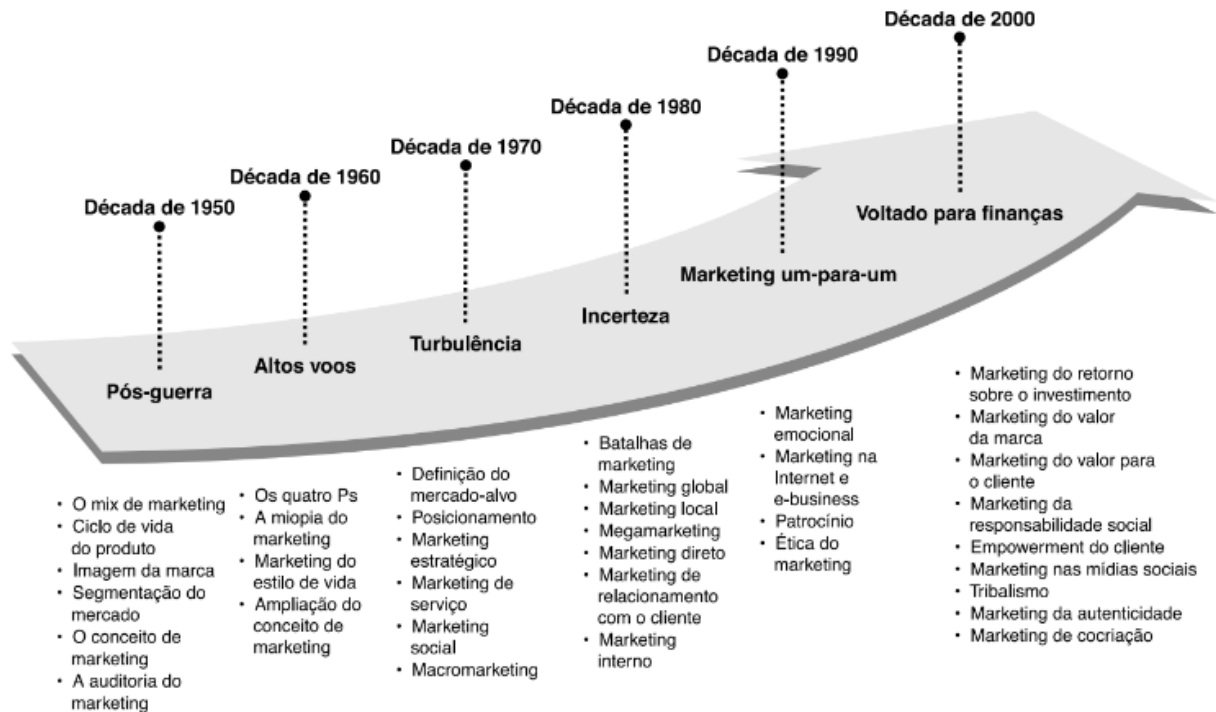 Década de 1950
Década de 1960
Década de 1970
Década de 1980
Década de 1990
Década de 2000
Pós-guerra
Altos voos
Turbulência
Incerteza
Marketing um-para-um
Voltado para finanças
• O mix de marketing
• Ciclo de vida
do produto
• Imagem da marca
• Segmentação do
mercado
• O conceito de
marketing
• A auditoria do
marketing
• Os quatro Ps
• A miopia do
marketing
• Marketing do
estilo de vida
• Ampliação do
conceito de
marketing
• Definição do
mercado-alvo
• Posicionamento
• Marketing
estratégico
• Marketing de
serviço
• Marketing
social
• Macromarketing
• Batalhas de
marketing
• Marketing global
• Marketing local
• Megamarketing
• Marketing direto
• Marketing de
relacionamento
com o cliente
• Marketing
interno
• Marketing
emocional
• Marketing na
Internet e
e-business
• Patrocínio
• Ética do
marketing
• Marketing do retorno
sobre o investimento
• Marketing do valor
da marca
• Marketing do valor para
o cliente
• Marketing da
responsabilidade social
• Empowerment do cliente
• Marketing nas mídias sociais
• Tribalismo
• Marketing da autenticidade
• Marketing de cocriação